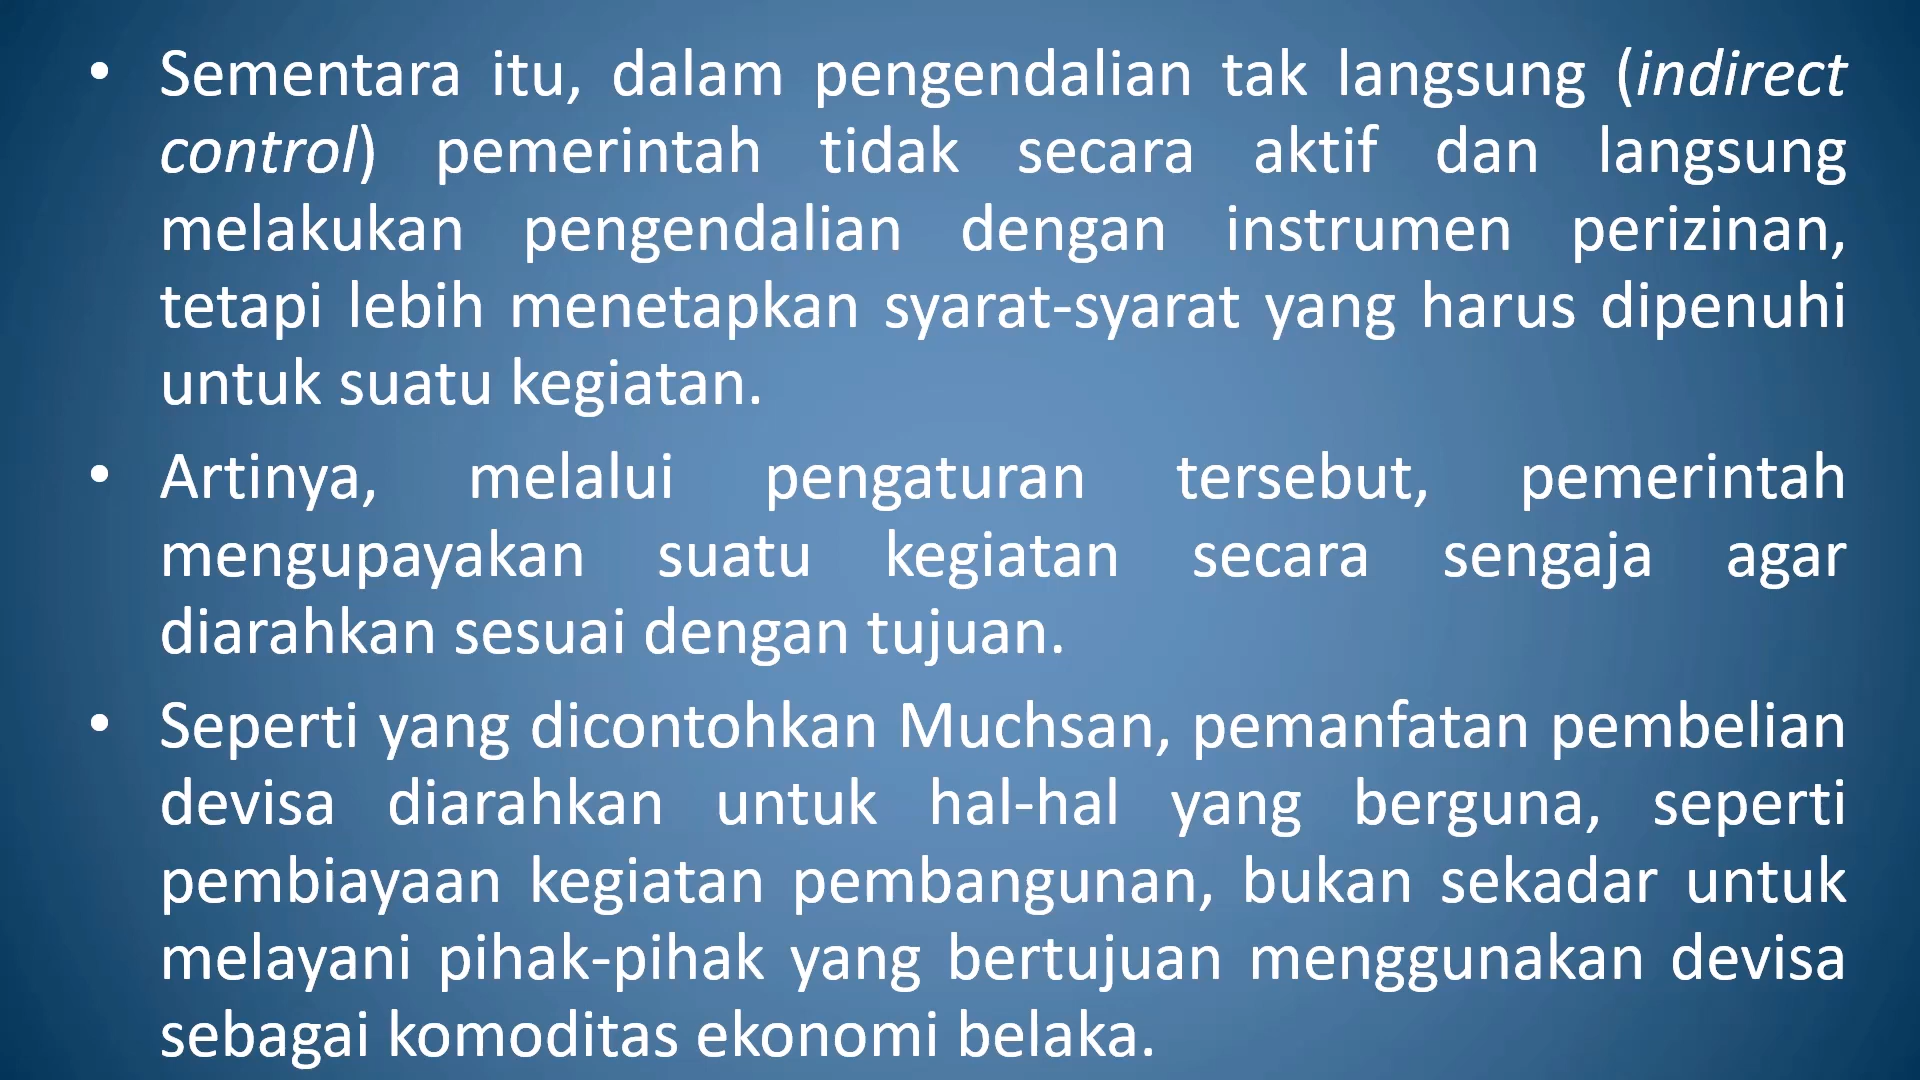 • Sementara itu, dalam pengendalian tak langsung (indirect
control) pemerintah tidak secara aktif dan langsung
melakukan pengendalian dengan instrumen perizinan,
tetapi lebih menetapkan syarat-syarat yang harus dipenuhi
untuk suatu kegiatan.
• Artinya, melalui pengaturan tersebut, pemerintah
mengupayakan suatu kegiatan secara sengaja agar
diarahkan sesuai dengan tujuan.
• Seperti yang dicontohkan Muchsan, pemanfatan pembelian
devisa diarahkan untuk hal-hal yang berguna, seperti
pembiayaan kegiatan pembangunan, bukan sekadar untuk
melayani pihak-pihak yang bertujuan menggunakan devisa
sebagai komoditas ekonomi belaka.